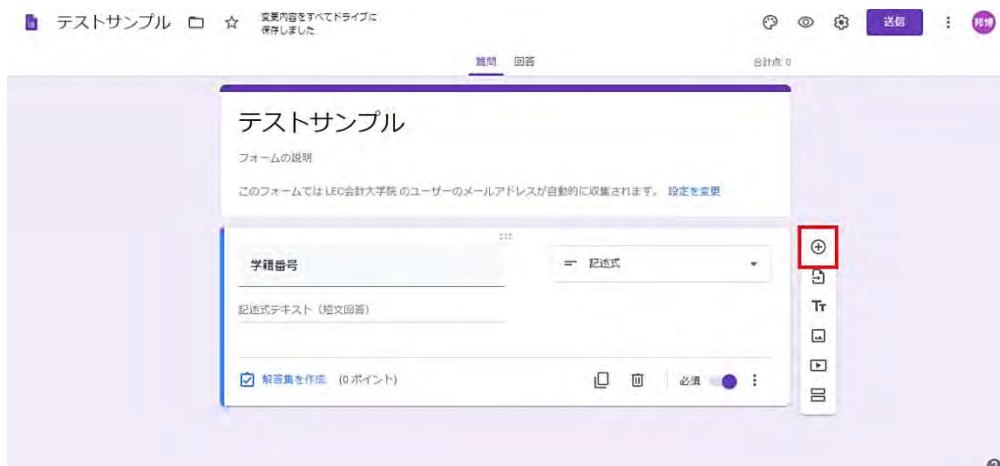 テストサンプル
変更内容をすべてドライブに
保存しました
送信
邦博
質問 回答
合計点: 0
テストサンプル
フォームの説明
このフォームでは LEC会計大学院 のユーザーのメールアドレスが自動的に収集されます。 設定を変更
学籍番号
記述式
記述式テキスト（短文回答）
解答集を作成 (0 ポイント)
必須
Tт